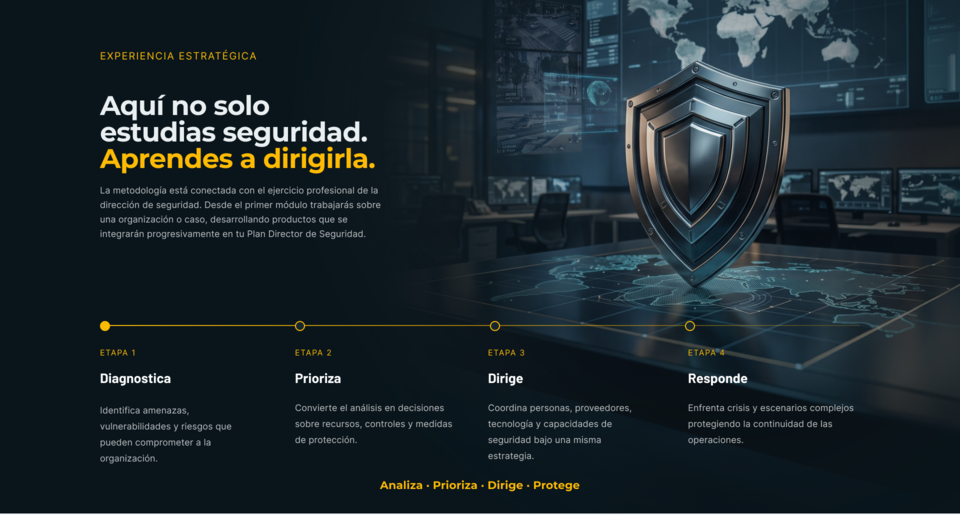 EXPERIENCIA ESTRATÉGICA
Aquí no solo
estudias seguridad.
Aprendes a dirigirla.
La metodología está conectada con el ejercicio profesional de la
dirección de seguridad. Desde el primer módulo trabajarás sobre
una organización o caso, desarrollando productos que se
integrarán progresivamente en tu Plan Director de Seguridad.
ETAPA 1
Diagnostica
Identifica amenazas,
vulnerabilidades y riesgos que
pueden comprometer a la
organización.
ETAPA 2
Prioriza
Convierte el análisis en decisiones
sobre recursos, controles y medidas
de protección.
ETAPA 3
Dirige
Coordina personas, proveedores,
tecnología y capacidades de
seguridad bajo una misma
estrategia.
ETAPA 4
Responde
Enfrenta crisis y escenarios complejos
protegiendo la continuidad de las
operaciones.
Analiza · Prioriza · Dirige · Protege